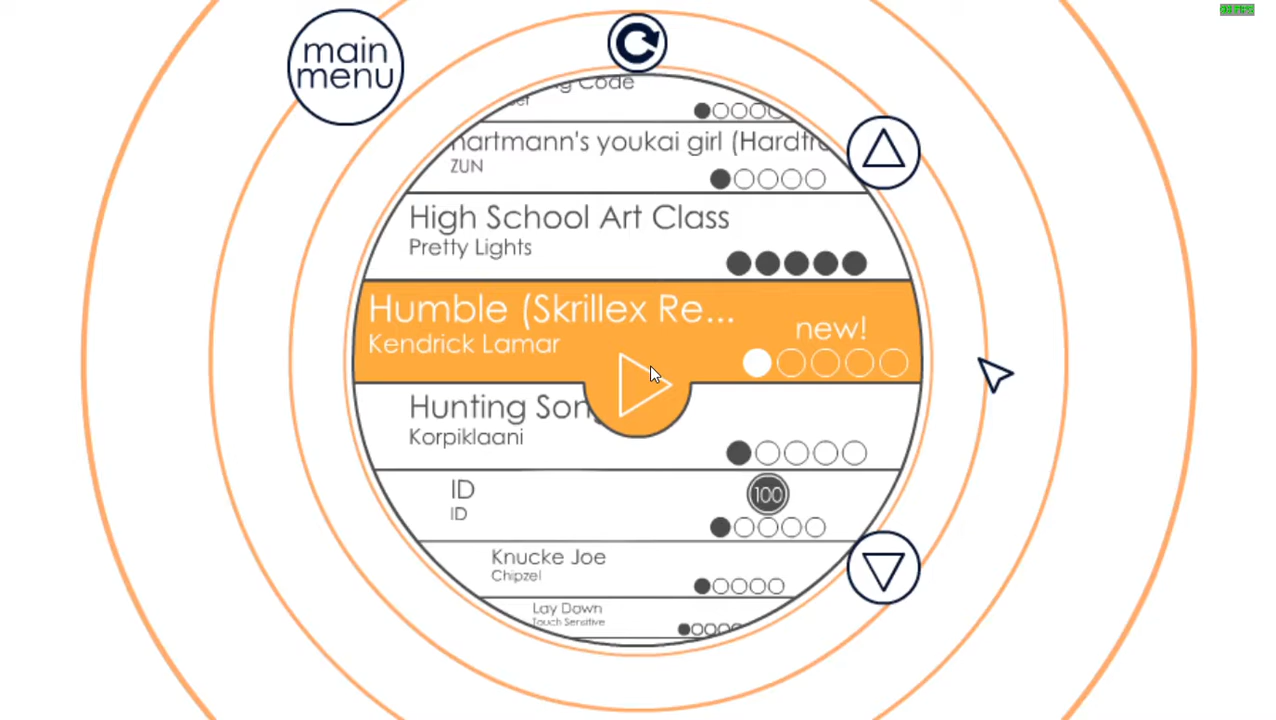 main
menu
Code
hartmann's youkai girl (Hardtr
ZUN
High School Art Class
Pretty Lights
Humble (Skrillex Re...
Kendrick Lamar
new!
Hunting Son
Korpiklaani
ID
100
ID
Knucke Joe
Chipzel
Lay Down
Touch Sensitive